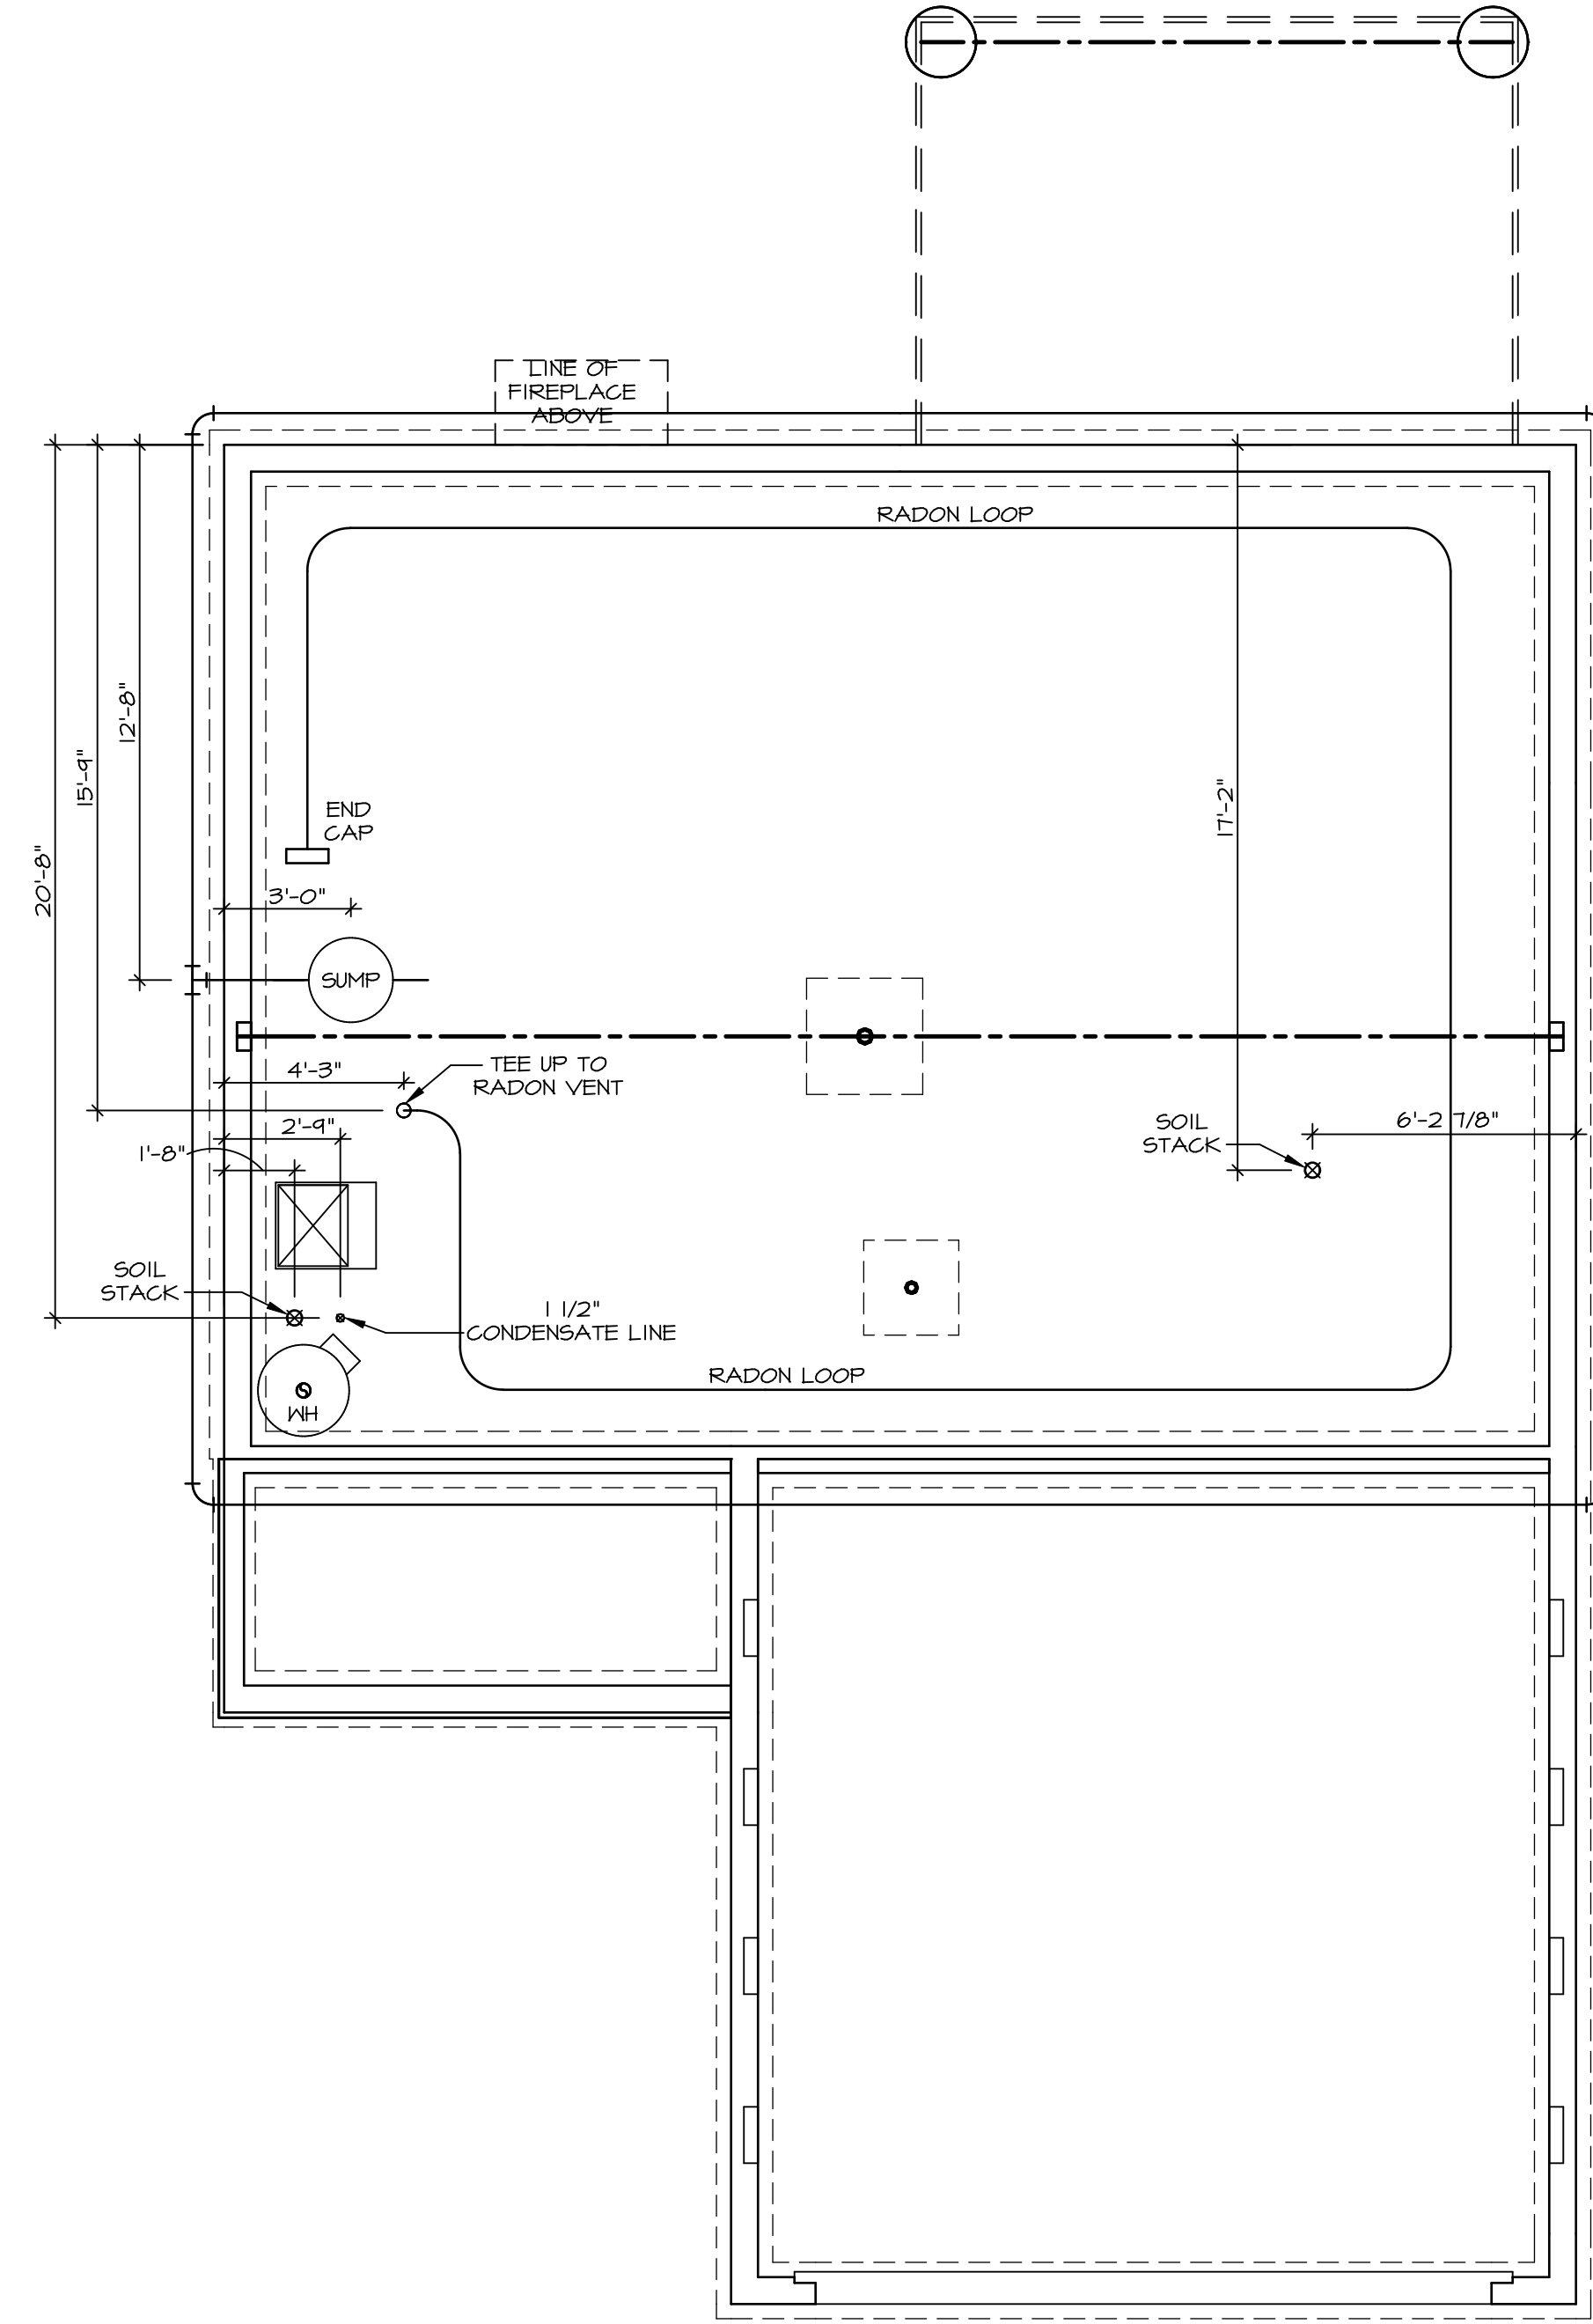 LINE OF
FIREPLACE
ABOVE
RADON LOOP
12'-8"
15'-9"
17'-2"
20'-8"
END
CAP
3'-0"
SUMP
4'-3"
TEE UP TO
RADON VENT
2'-9"
1'-8"
SOIL
STACK
6'-2 7/8"
SOIL
STACK
1 1/2"
CONDENSATE LINE
RADON LOOP
WH